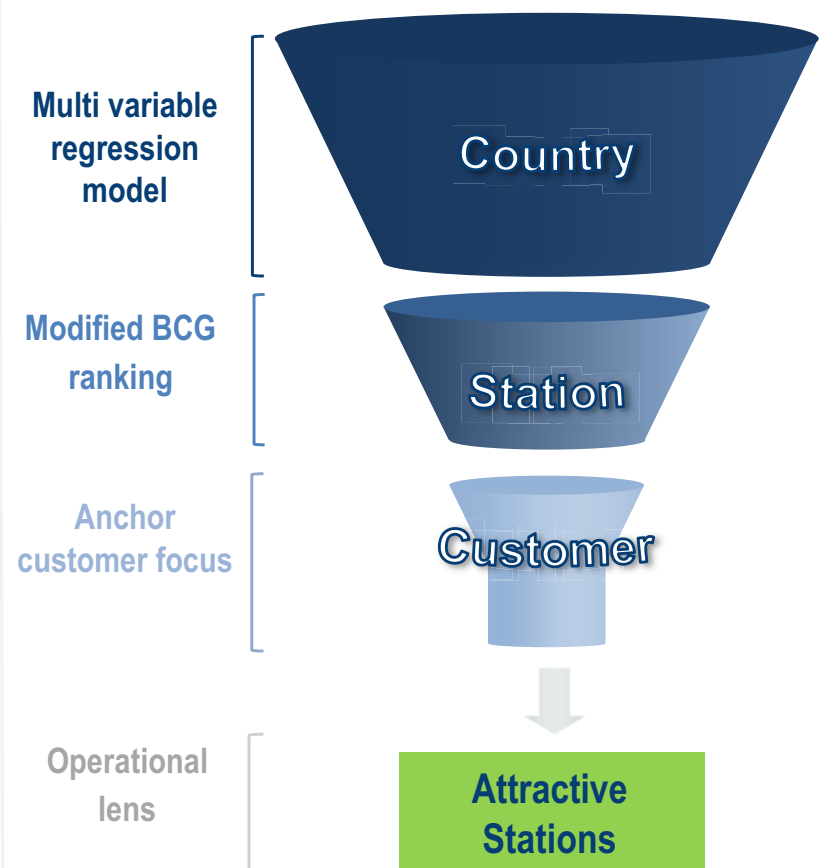 Multi variable
regression
model
Country
Modified BCG
ranking
Station
Anchor
customer focus
Customer
Operational
lens
Attractive
Stations